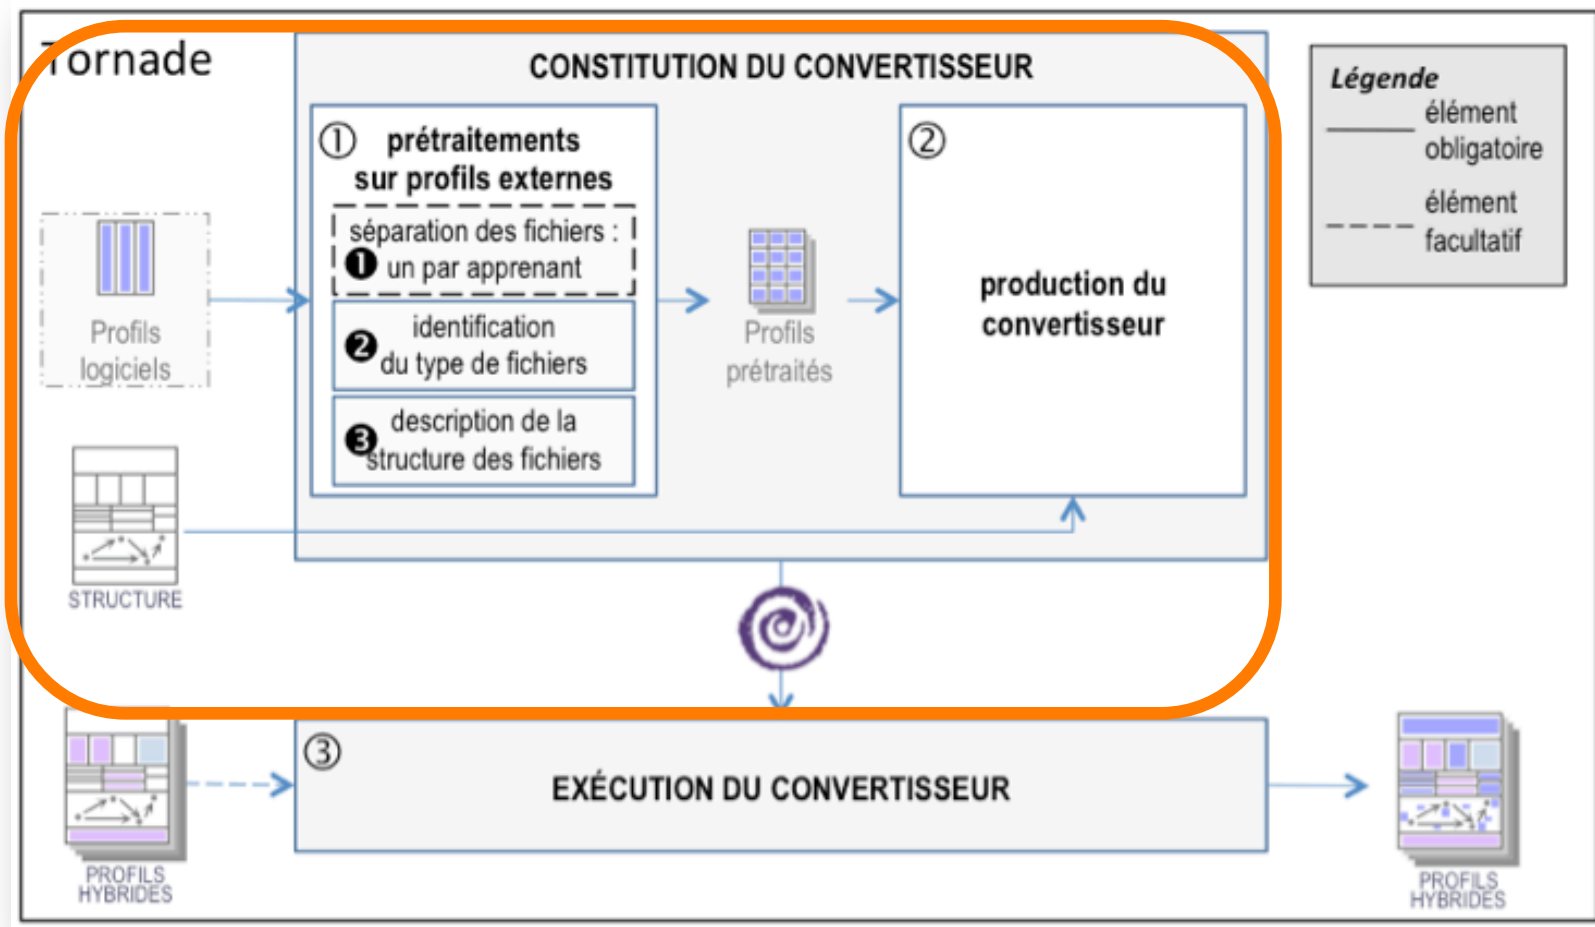 Tornade
CONSTITUTION DU CONVERTISSEUR
① prétraitements
sur profils externes
séparation des fichiers :
❶ un par apprenant
identification
❷ du type de fichiers
description de la
❸ structure des fichiers
Profils
logiciels
STRUCTURE
Profils
prétraités
②
production du
convertisseur
Légende
élément
obligatoire
élément
facultatif
③
EXÉCUTION DU CONVERTISSEUR
PROFILS
HYBRIDES
PROFILS
HYBRIDES